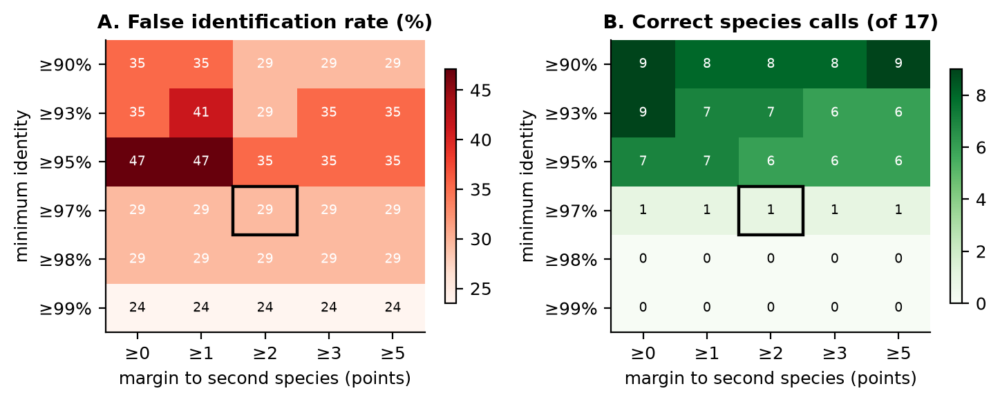 A. False identification rate (%)
minimum identity
≥90% 35 35 29 29 29
≥93% 35 41 29 35 35
≥95% 47 47 35 35 35
≥97% 29 29 29 29 29
≥98% 29 29 29 29 29
≥99% 24 24 24 24 24
≥0 ≥1 ≥2 ≥3 ≥5
margin to second species (points)
45
40
35
30
25
B. Correct species calls (of 17)
minimum identity
≥90% 9 8 8 8 9
≥93% 9 7 7 6 6
≥95% 7 7 6 6 6
≥97% 1 1 1 1 1
≥98% 0 0 0 0 0
≥99% 0 0 0 0 0
≥0 ≥1 ≥2 ≥3 ≥5
margin to second species (points)
8
6
4
2
0